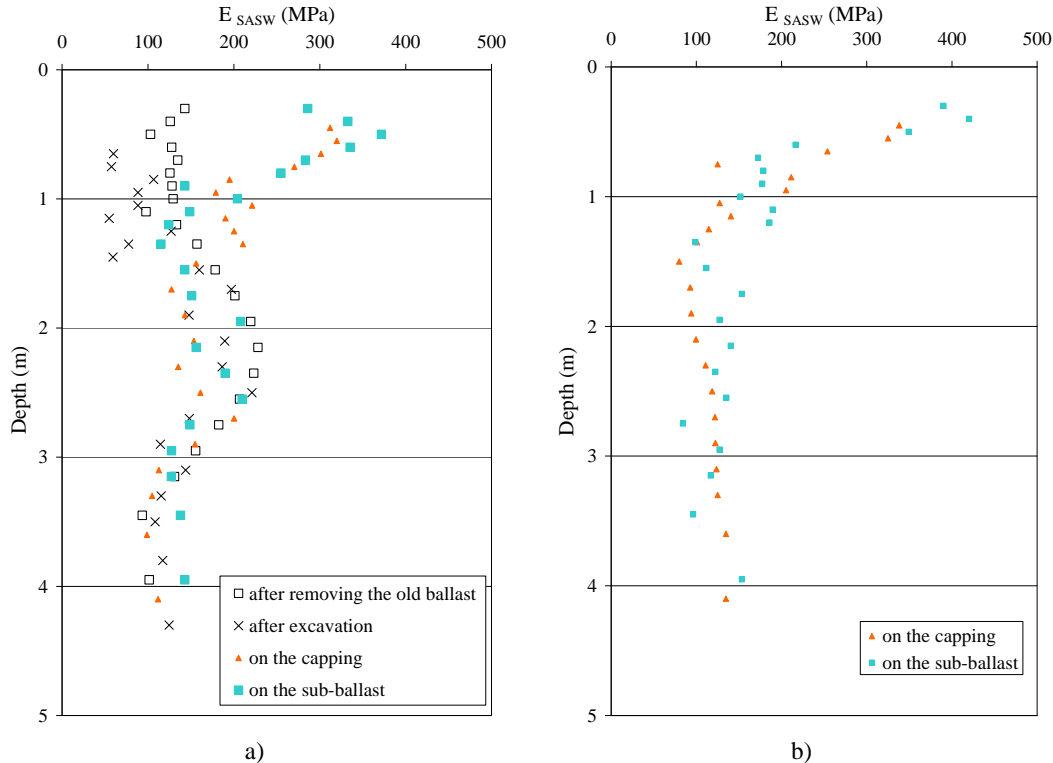 E SASW (MPa)
0 100 200 300 400 500
0
1
2
3
4
5
Depth (m)
after removing the old ballast
after excavation
on the capping
on the sub-ballast
a)
E SASW (MPa)
0 100 200 300 400 500
0
1
2
3
4
5
Depth (m)
on the capping
on the sub-ballast
b)